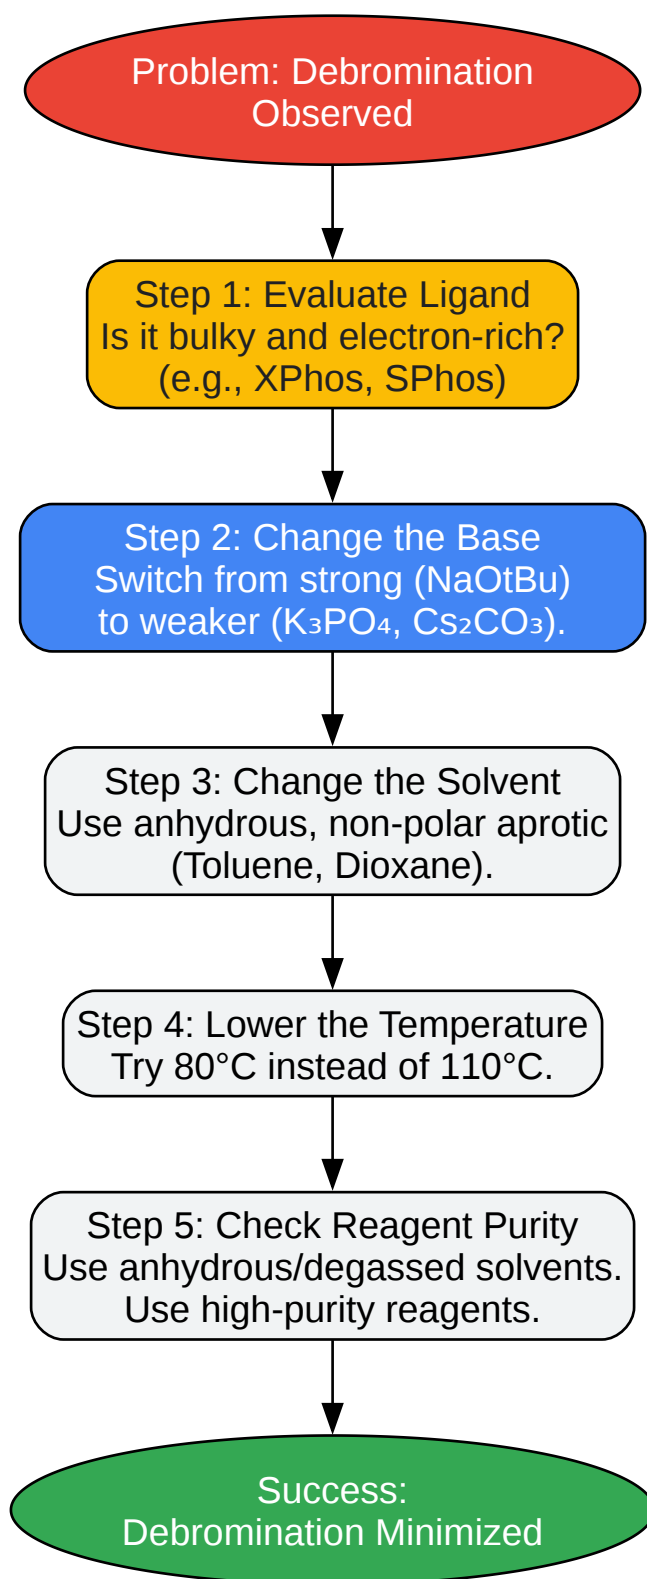 Problem: Debromination
Observed
Step 1: Evaluate Ligand
Is it bulky and electron-rich?
(e.g., XPhos, SPhos)
Step 2: Change the Base
Switch from strong (NaOtBu)
to weaker (K₃PO₄, Cs₂CO₃).
Step 3: Change the Solvent
Use anhydrous, non-polar aprotic
(Toluene, Dioxane).
Step 4: Lower the Temperature
Try 80°C instead of 110°C.
Step 5: Check Reagent Purity
Use anhydrous/degassed solvents.
Use high-purity reagents.
Success:
Debromination Minimized